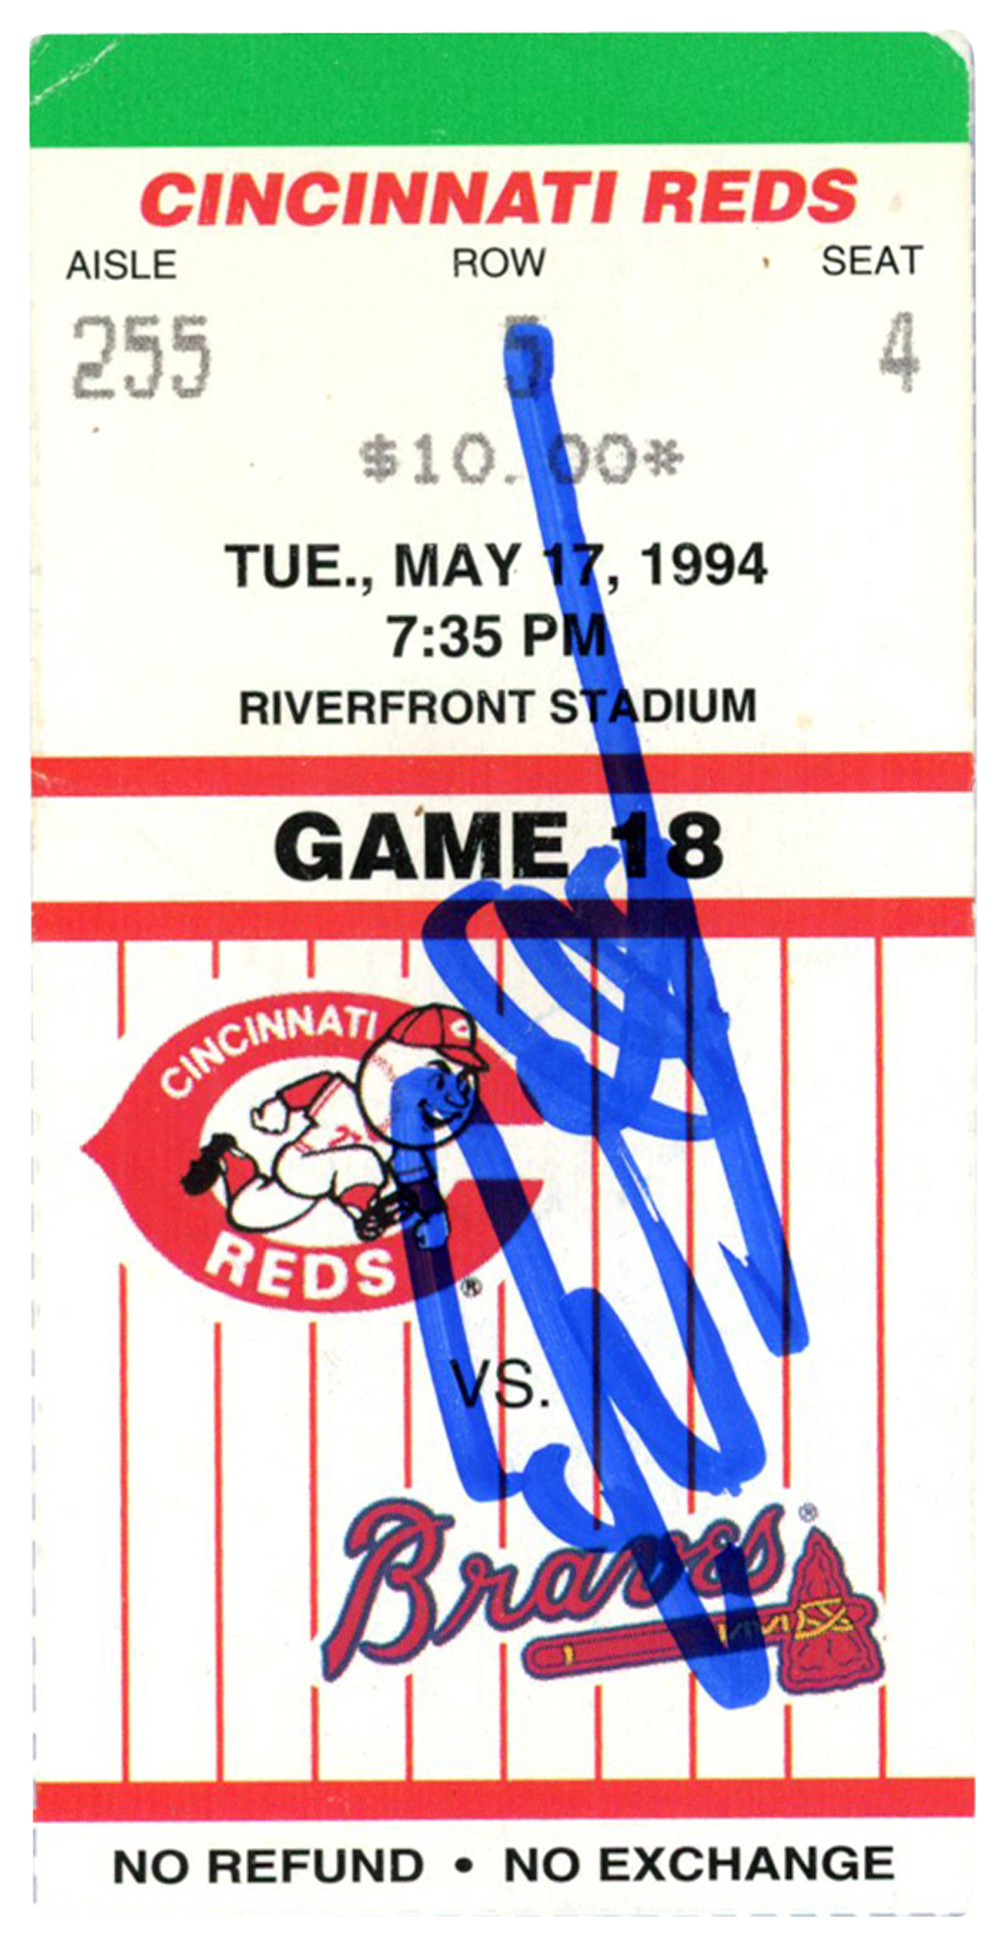 CINCINNATI REDS
AISLE ROW SEAT
255 5 4
$10.00*
TUE., MAY 17, 1994
7:35 PM
RIVERFRONT STADIUM
GAME 18
CINCINNATI
REDS
®
VS.
Braves
®
NO REFUND • NO EXCHANGE